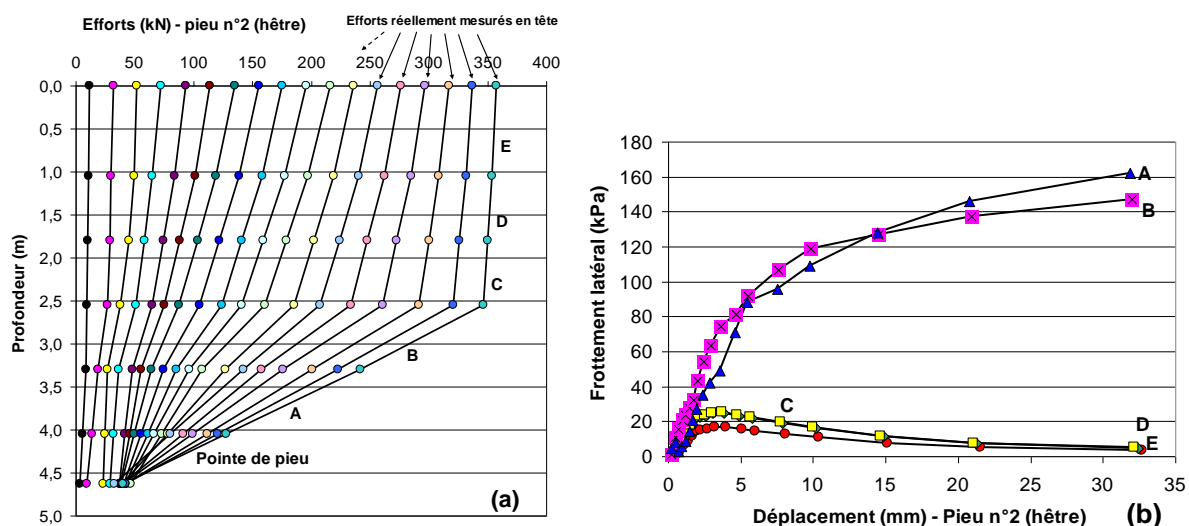 Efforts (kN) - pieu n°2 (hêtre)
Efforts réellement mesurés en tête
0 50 100 150 200 250 300 350 400
0,0
0,5
1,0
1,5
2,0
2,5
3,0
3,5
4,0
4,5
5,0
Profondeur (m)
E
D
C
B
A
Pointe de pieu
(a)
180
160
140
120
100
80
60
40
20
0
Frottement latéral (kPa)
A
B
C
D
E
0 5 10 15 20 25 30 35
Déplacement (mm) - Pieu n°2 (hêtre)
(b)